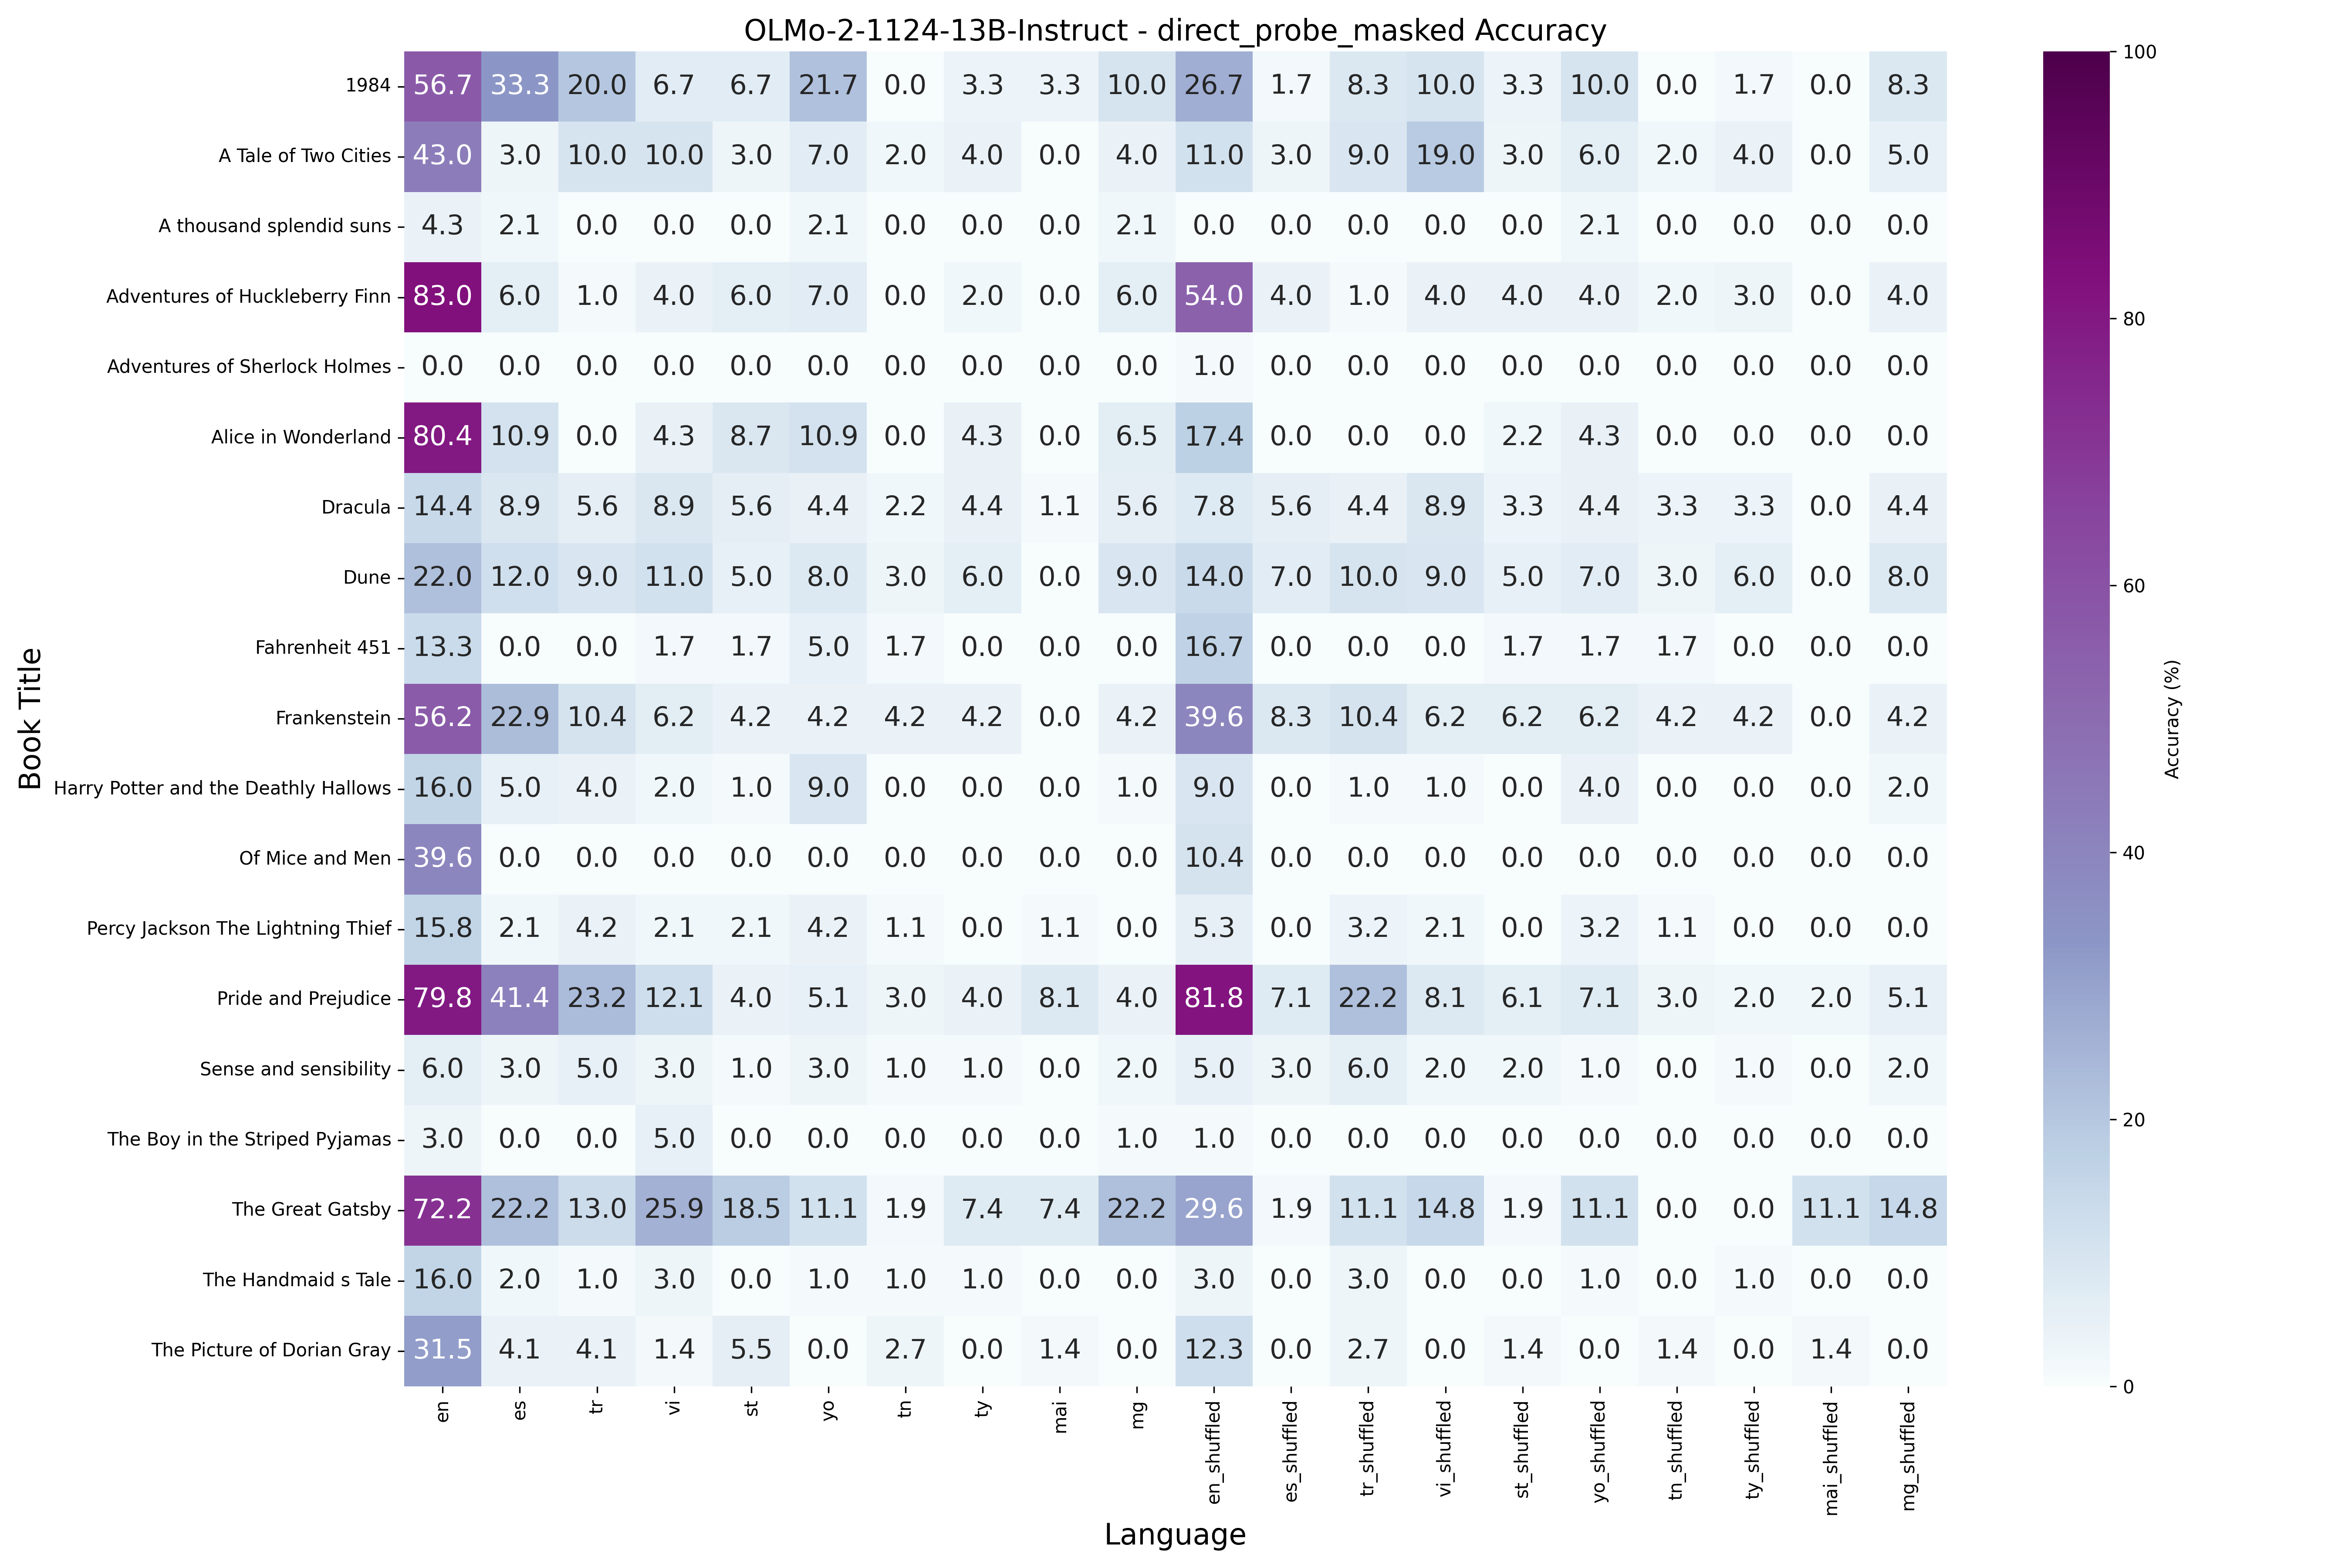 OLMo-2-1124-13B-Instruct - direct_probe_masked Accuracy
Book Title
1984 56.7 33.3 20.0 6.7 6.7 21.7 0.0 3.3 3.3 10.0 26.7 1.7 8.3 10.0 3.3 10.0 0.0 1.7 0.0 8.3
A Tale of Two Cities 43.0 3.0 10.0 10.0 3.0 7.0 2.0 4.0 0.0 4.0 11.0 3.0 9.0 19.0 3.0 6.0 2.0 4.0 0.0 5.0
A thousand splendid suns 4.3 2.1 0.0 0.0 0.0 2.1 0.0 0.0 0.0 2.1 0.0 0.0 0.0 0.0 0.0 2.1 0.0 0.0 0.0 0.0
Adventures of Huckleberry Finn 83.0 6.0 1.0 4.0 6.0 7.0 0.0 2.0 0.0 6.0 54.0 4.0 1.0 4.0 4.0 4.0 2.0 3.0 0.0 4.0
Adventures of Sherlock Holmes 0.0 0.0 0.0 0.0 0.0 0.0 0.0 0.0 0.0 0.0 1.0 0.0 0.0 0.0 0.0 0.0 0.0 0.0 0.0 0.0
Alice in Wonderland 80.4 10.9 0.0 4.3 8.7 10.9 0.0 4.3 0.0 6.5 17.4 0.0 0.0 0.0 2.2 4.3 0.0 0.0 0.0 0.0
Dracula 14.4 8.9 5.6 8.9 5.6 4.4 2.2 4.4 1.1 5.6 7.8 5.6 4.4 8.9 3.3 4.4 3.3 3.3 0.0 4.4
Dune 22.0 12.0 9.0 11.0 5.0 8.0 3.0 6.0 0.0 9.0 14.0 7.0 10.0 9.0 5.0 7.0 3.0 6.0 0.0 8.0
Fahrenheit 451 13.3 0.0 0.0 1.7 1.7 5.0 1.7 0.0 0.0 0.0 16.7 0.0 0.0 0.0 1.7 1.7 1.7 0.0 0.0 0.0
Frankenstein 56.2 22.9 10.4 6.2 4.2 4.2 4.2 4.2 0.0 4.2 39.6 8.3 10.4 6.2 6.2 6.2 4.2 4.2 0.0 4.2
Harry Potter and the Deathly Hallows 16.0 5.0 4.0 2.0 1.0 9.0 0.0 0.0 0.0 1.0 9.0 0.0 1.0 1.0 0.0 4.0 0.0 0.0 0.0 2.0
Of Mice and Men 39.6 0.0 0.0 0.0 0.0 0.0 0.0 0.0 0.0 0.0 10.4 0.0 0.0 0.0 0.0 0.0 0.0 0.0 0.0 0.0
Percy Jackson The Lightning Thief 15.8 2.1 4.2 2.1 2.1 4.2 1.1 0.0 1.1 0.0 5.3 0.0 3.2 2.1 0.0 3.2 1.1 0.0 0.0 0.0
Pride and Prejudice 79.8 41.4 23.2 12.1 4.0 5.1 3.0 4.0 8.1 4.0 81.8 7.1 22.2 8.1 6.1 7.1 3.0 2.0 2.0 5.1
Sense and sensibility 6.0 3.0 5.0 3.0 1.0 3.0 1.0 1.0 0.0 2.0 5.0 3.0 6.0 2.0 2.0 1.0 0.0 1.0 0.0 2.0
The Boy in the Striped Pyjamas 3.0 0.0 0.0 5.0 0.0 0.0 0.0 0.0 0.0 1.0 1.0 0.0 0.0 0.0 0.0 0.0 0.0 0.0 0.0 0.0
The Great Gatsby 72.2 22.2 13.0 25.9 18.5 11.1 1.9 7.4 7.4 22.2 29.6 1.9 11.1 14.8 1.9 11.1 0.0 0.0 11.1 14.8
The Handmaid s Tale 16.0 2.0 1.0 3.0 0.0 1.0 1.0 1.0 0.0 0.0 3.0 0.0 3.0 0.0 0.0 1.0 0.0 1.0 0.0 0.0
The Picture of Dorian Gray 31.5 4.1 4.1 1.4 5.5 0.0 2.7 0.0 1.4 0.0 12.3 0.0 2.7 0.0 1.4 0.0 1.4 0.0 1.4 0.0
en es tr vi st yo tn ty mai mg en_shuffled es_shuffled tr_shuffled vi_shuffled st_shuffled yo_shuffled tn_shuffled ty_shuffled mai_shuffled mg_shuffled
Language
100
80
60
40
20
0
Accuracy (%)